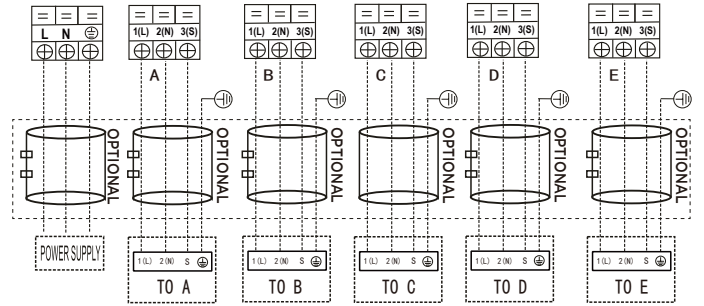 L N
1(L) 2(N) 3(S)
1(L) 2(N) 3(S)
1(L) 2(N) 3(S)
1(L) 2(N) 3(S)
1(L) 2(N) 3(S)
A
B
C
D
E
OPTIONAL
OPTIONAL
OPTIONAL
OPTIONAL
OPTIONAL
OPTIONAL
POWER SUPPLY
1(L) 2(N) S
TO A
1(L) 2(N) S
TO B
1(L) 2(N) S
TO C
1(L) 2(N) S
TO D
1(L) 2(N) S
TO E